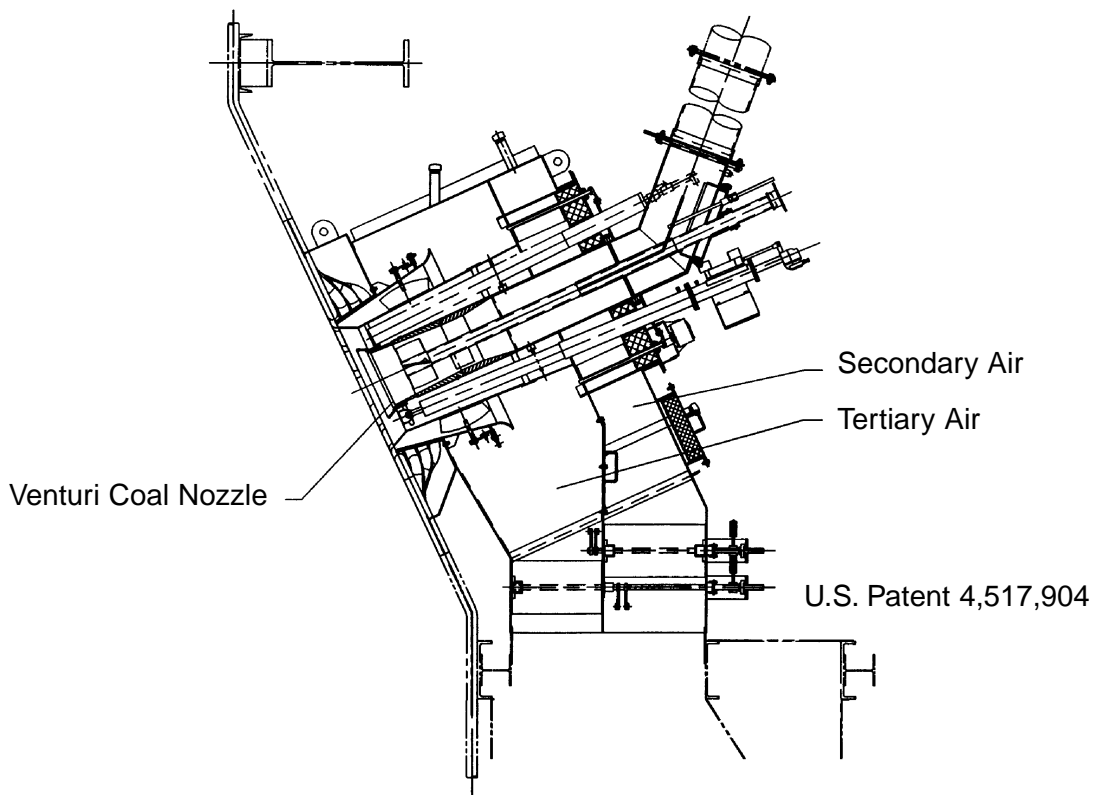 Secondary Air
Tertiary Air
Venturi Coal Nozzle
U.S. Patent 4,517,904